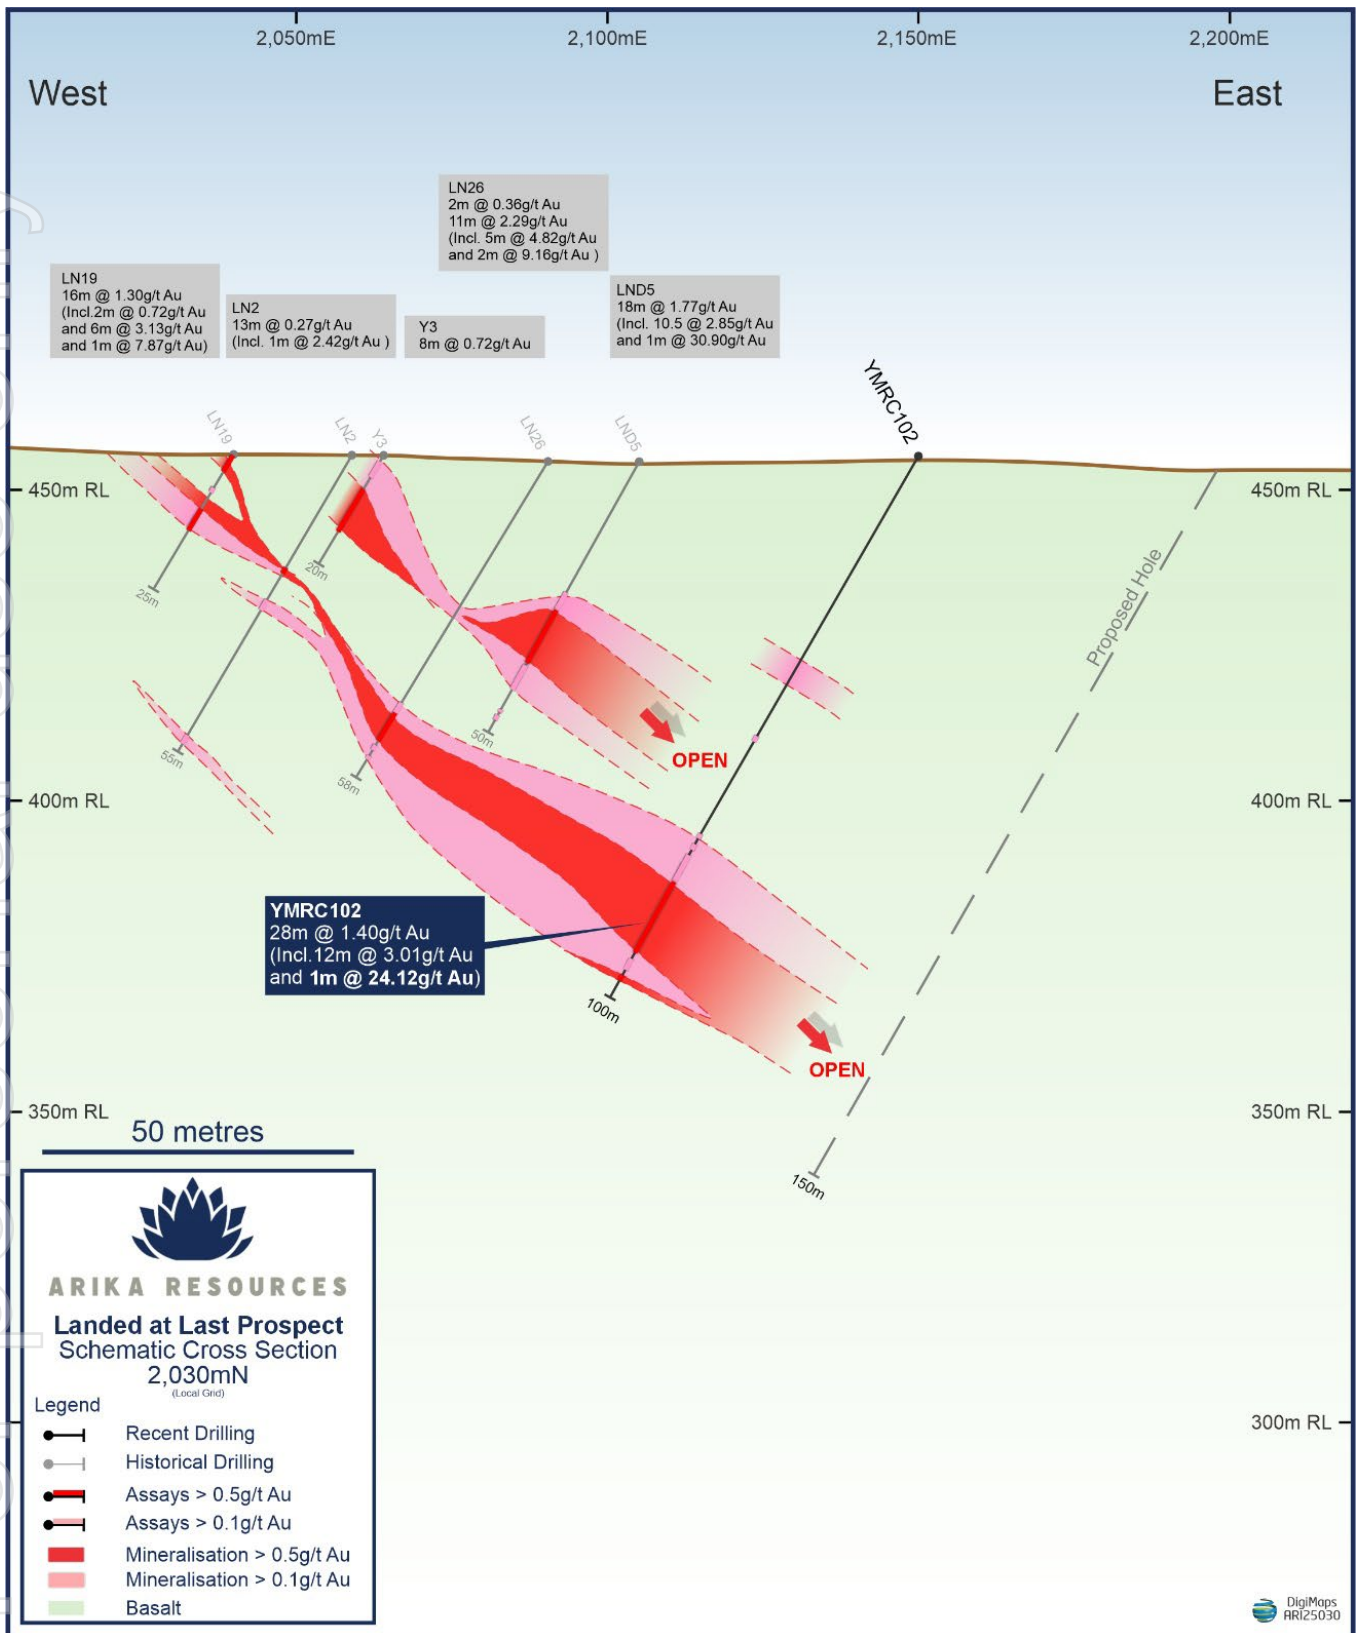 2,050mE
2,100mE
2,150mE
2,200mE
West
East
LN26
2m @ 0.36g/t Au
11m @ 2.29g/t Au
(Incl. 5m @ 4.82g/t Au
and 2m @ 9.16g/t Au )
LN19
16m @ 1.30g/t Au
(Incl.2m @ 0.72g/t Au
and 6m @ 3.13g/t Au
and 1m @ 7.87g/t Au)
LN2
13m @ 0.27g/t Au
(Incl. 1m @ 2.42g/t Au )
Y3
8m @ 0.72g/t Au
LND5
18m @ 1.77g/t Au
(Incl. 10.5 @ 2.85g/t Au
and 1m @ 30.90g/t Au
LN19
LN2
Y3
LN26
LND5
YMRC102
450m RL
450m RL
25m
20m
55m
58m
50m
Proposed Hole
OPEN
400m RL
400m RL
YMRC102
28m @ 1.40g/t Au
(Incl.12m @ 3.01g/t Au
and 1m @ 24.12g/t Au)
100m
OPEN
350m RL
350m RL
150m
50 metres
ARIKA RESOURCES
Landed at Last Prospect
Schematic Cross Section
2,030mN
(Local Grid)
Legend
Recent Drilling
Historical Drilling
Assays > 0.5g/t Au
Assays > 0.1g/t Au
Mineralisation > 0.5g/t Au
Mineralisation > 0.1g/t Au
Basalt
300m RL
DigiMaps
ARI25030